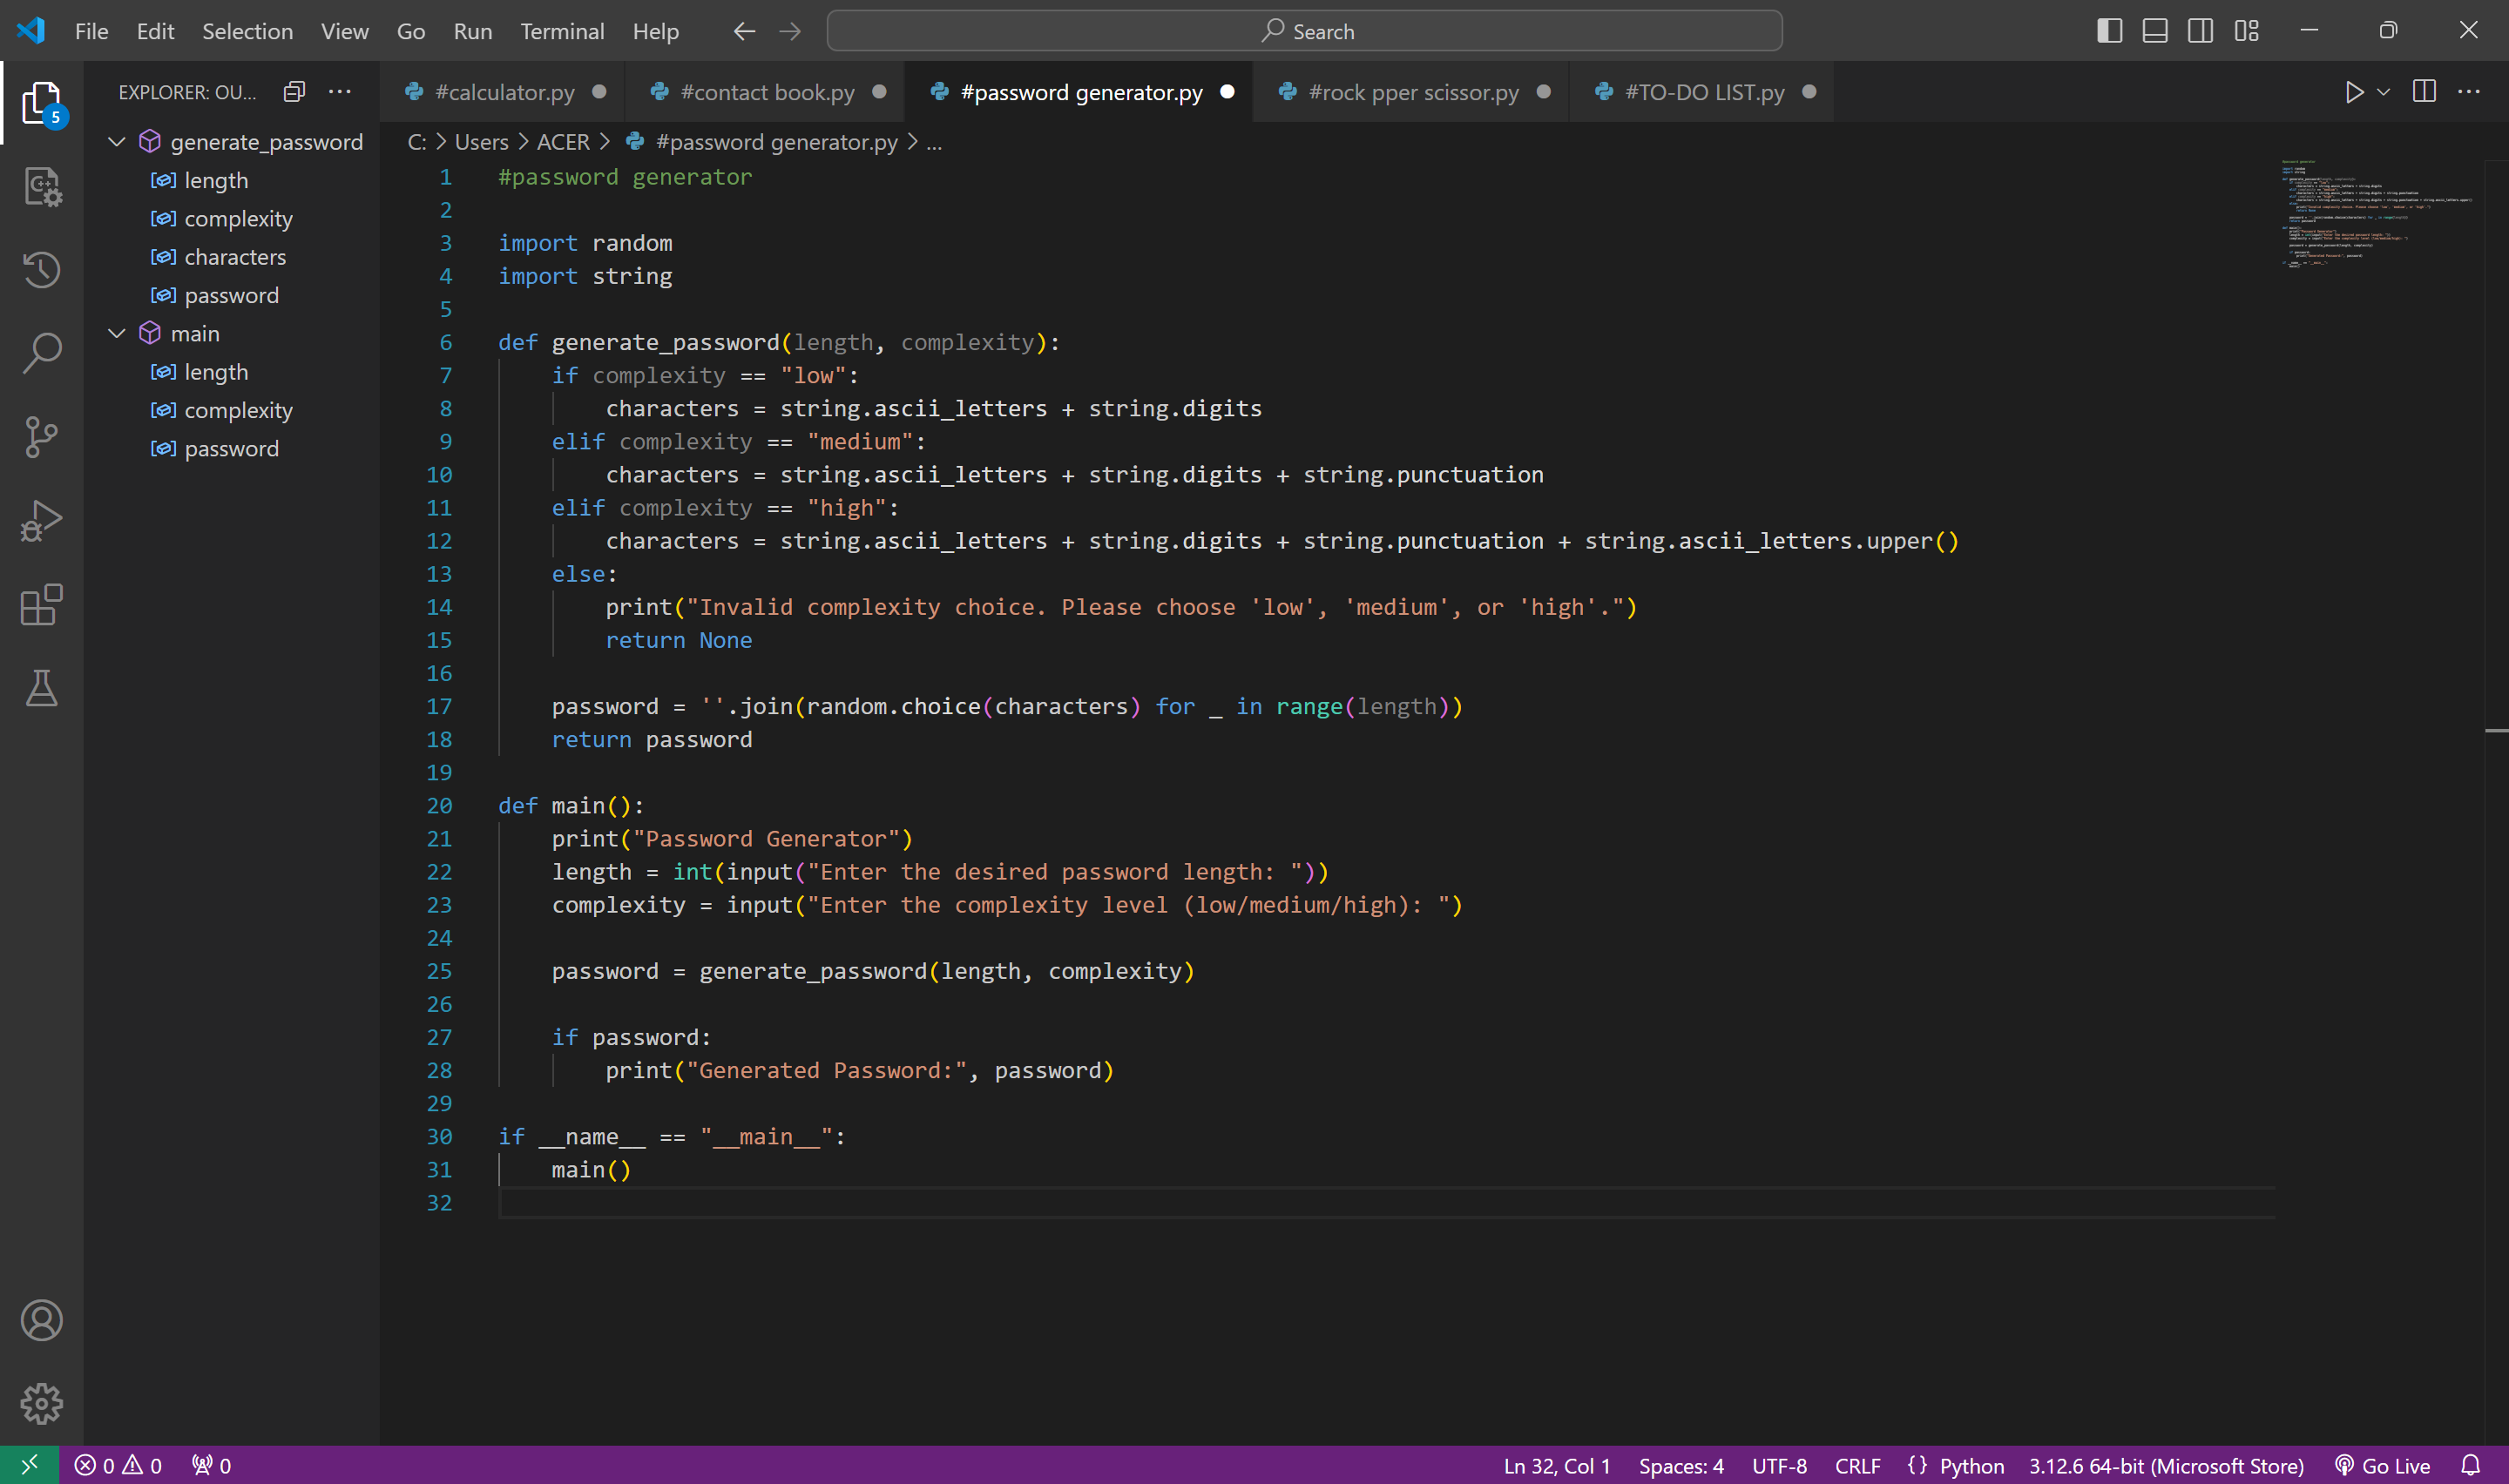 File Edit Selection View Go Run Terminal Help Search
5
EXPLORER: OU...
generate_password
length
complexity
characters
password
main
length
complexity
password
#calculator.py #contact book.py #password generator.py #rock pper scissor.py #TO-DO LIST.py
C: > Users > ACER > #password generator.py > ...
1 #password generator
2
3 import random
4 import string
5
6 def generate_password(length, complexity):
7     if complexity == "low":
8         characters = string.ascii_letters + string.digits
9     elif complexity == "medium":
10         characters = string.ascii_letters + string.digits + string.punctuation
11     elif complexity == "high":
12         characters = string.ascii_letters + string.digits + string.punctuation + string.ascii_letters.upper()
13     else:
14         print("Invalid complexity choice. Please choose 'low', 'medium', or 'high'.")
15         return None
16
17     password = ''.join(random.choice(characters) for _ in range(length))
18     return password
19
20 def main():
21     print("Password Generator")
22     length = int(input("Enter the desired password length: "))
23     complexity = input("Enter the complexity level (low/medium/high): ")
24
25     password = generate_password(length, complexity)
26
27     if password:
28         print("Generated Password:", password)
29
30 if __name__ == "__main__":
31     main()
32
0 0 0 Ln 32, Col 1 Spaces: 4 UTF-8 CRLF {} Python 3.12.6 64-bit (Microsoft Store) Go Live